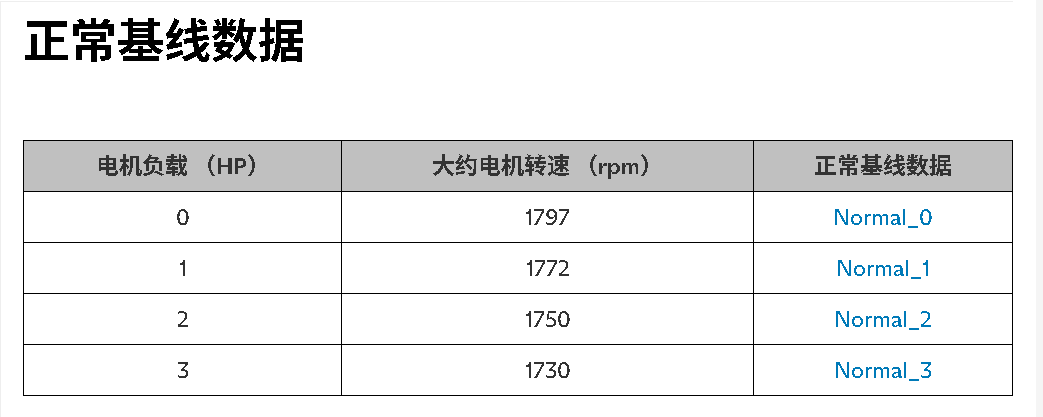 正常基线数据
电机负载 （HP） 大约电机转速 （rpm） 正常基线数据
0 1797 Normal_0
1 1772 Normal_1
2 1750 Normal_2
3 1730 Normal_3